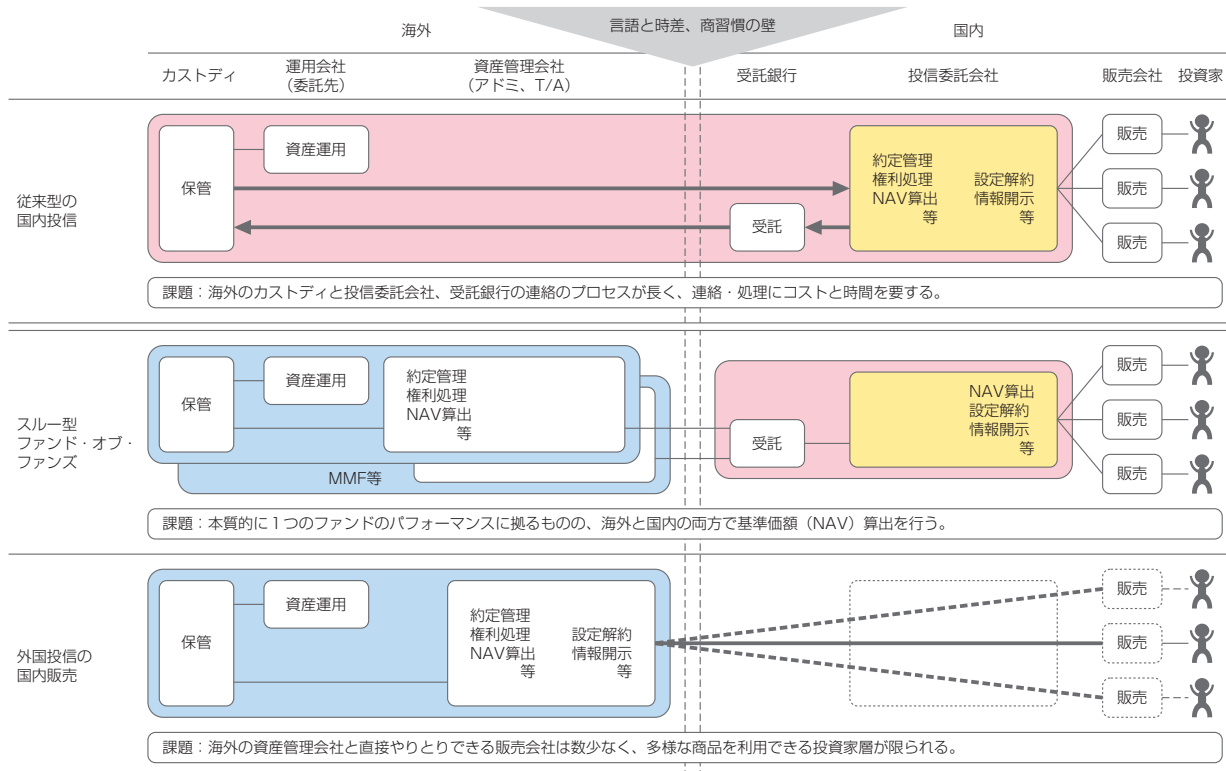 言語と時差、商習慣の壁
海外
国内
カストディ
運用会社
(委託先)
資産管理会社
(アドミ、T/A)
受託銀行
投信委託会社
販売会社
投資家
従来型の
国内投信
保管
資産運用
受託
約定管理
権利処理
NAV算出
等
設定解約
情報開示
等
販売
販売
販売
課題:海外のカストディと投信委託会社、受託銀行の連絡のプロセスが長く、連絡・処理にコストと時間を要する。
スルー型
ファンド・オブ・
ファンズ
保管
資産運用
約定管理
権利処理
NAV算出
等
MMF等
受託
NAV算出
設定解約
情報開示
等
販売
販売
販売
課題:本質的に1つのファンドのパフォーマンスに拠るものの、海外と国内の両方で基準価額(NAV)算出を行う。
外国投信の
国内販売
保管
資産運用
約定管理
権利処理
NAV算出
等
設定解約
情報開示
等
販売
販売
販売
課題:海外の資産管理会社と直接やりとりできる販売会社は数少なく、多様な商品を利用できる投資家層が限られる。